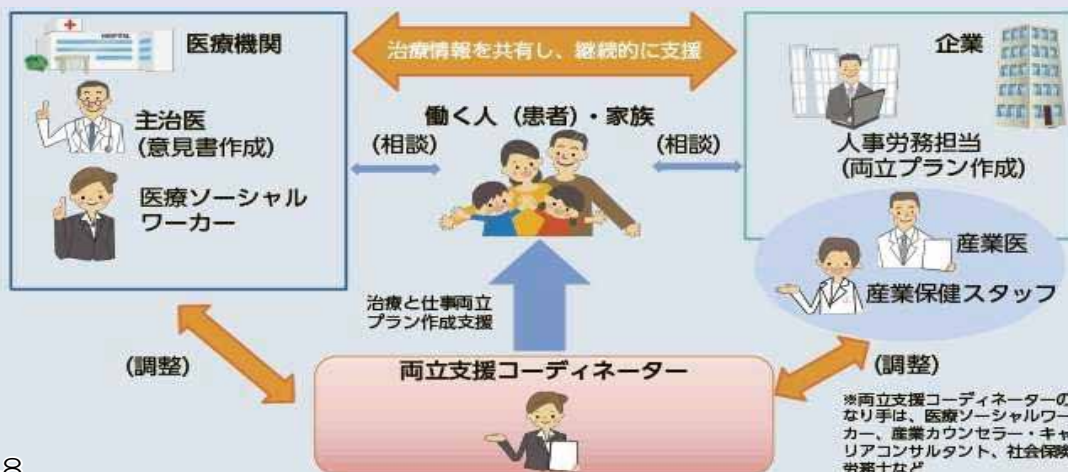 治療情報を共有し、継続的に支援
医療機関
HOSPITAL
主治医
(意見書作成)
医療ソーシャル
ワーカー
(相談)
働く人（患者）・家族
(相談)
企業
人事労務担当
(両立プラン作成)
産業医
産業保健スタッフ
治療と仕事両立
プラン作成支援
(調整)
両立支援コーディネーター
(調整)
※両立支援コーディネーターの
なり手は、医療ソーシャルワー
カー、産業カウンセラー・キャ
リアコンサルタント、社会保険
労務士など
8